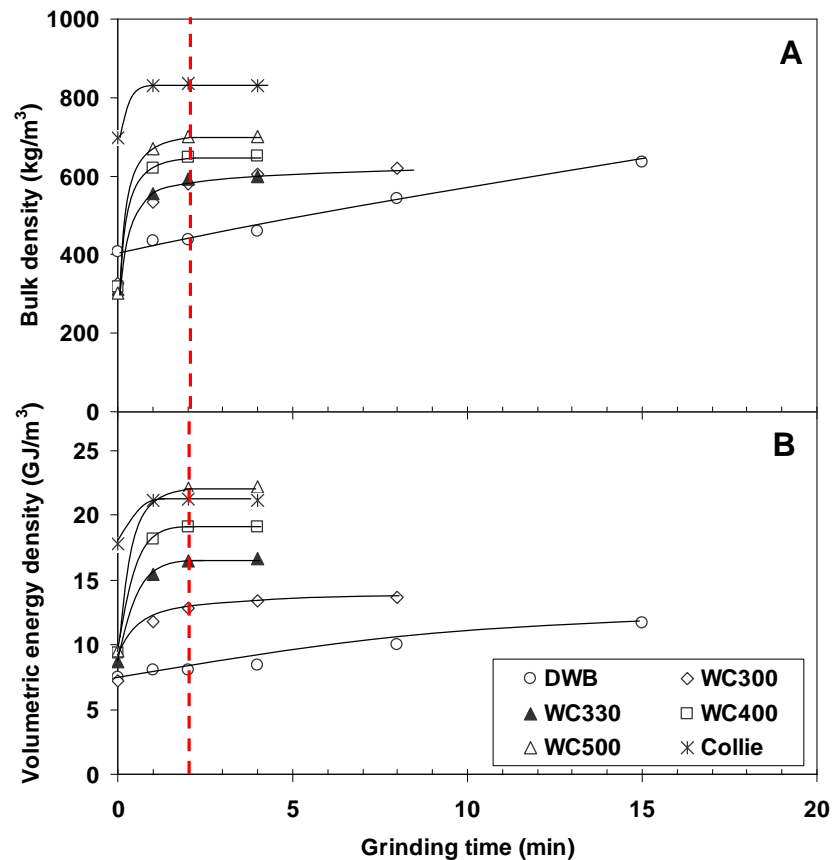 1000
A
800
600
400
200
0
Bulk density (kg/m³)
B
25
20
15
10
5
0
Volumetric energy density (GJ/m³)
DWB WC300
WC330 WC400
WC500 Collie
0 5 10 15 20
Grinding time (min)